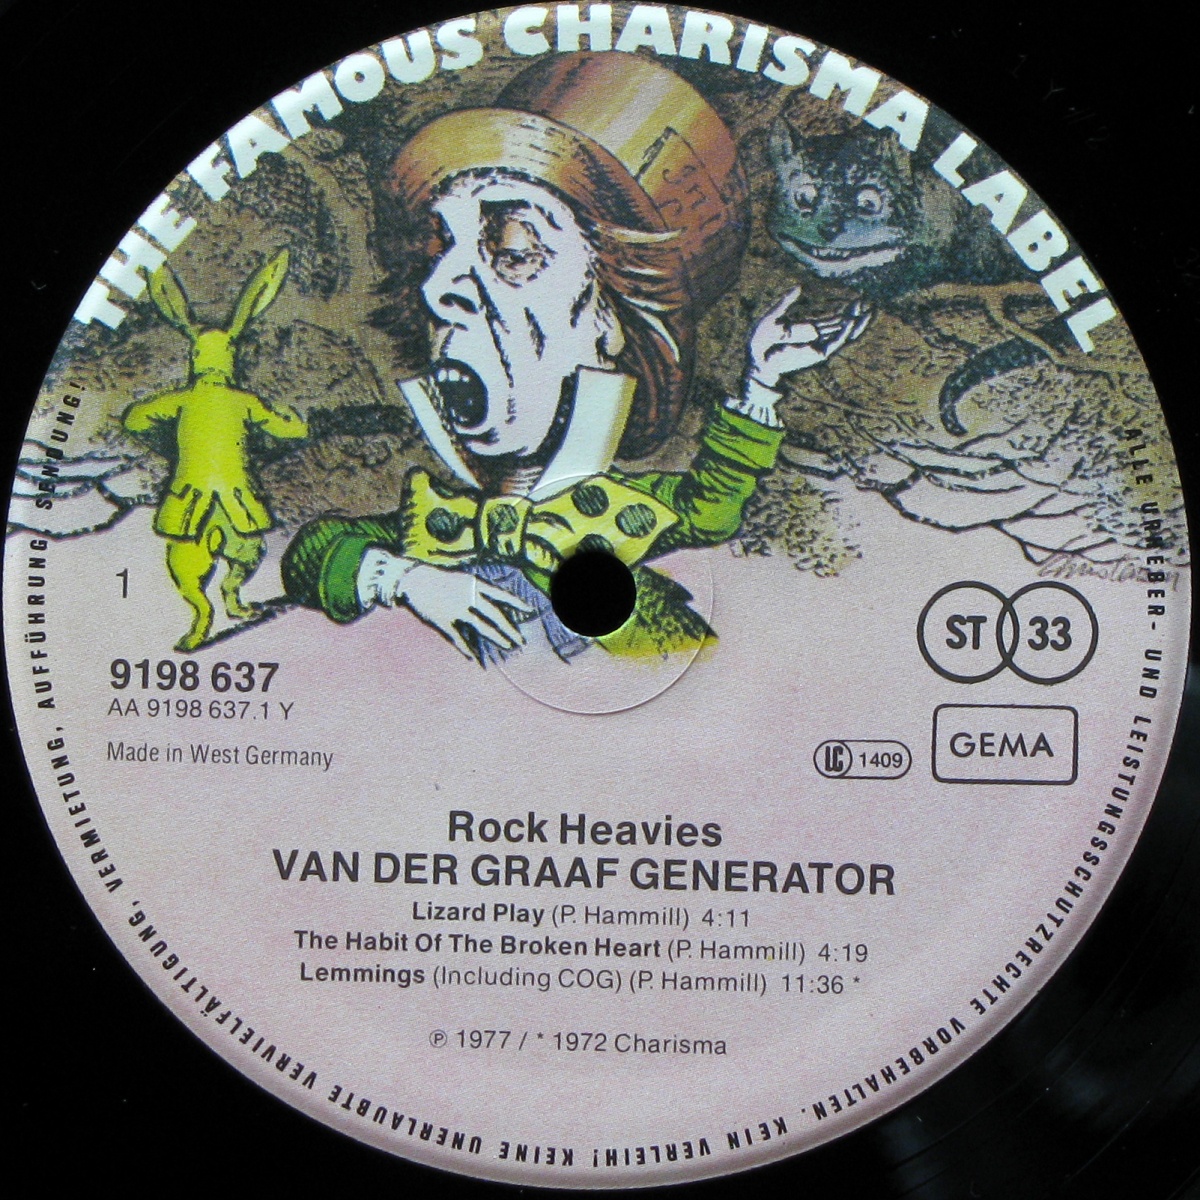 THE FAMOUS CHARISMA LABEL
1
9198 637
AA 9198 637.1 Y
Made in West Germany
ST 33
GEMA
LC 1409
Rock Heavies
VAN DER GRAAF GENERATOR
Lizard Play (P. Hammill) 4:11
The Habit Of The Broken Heart (P. Hammill) 4:19
Lemmings (Including COG) (P. Hammill) 11:36 *
℗ 1977 / * 1972 Charisma
ALLE URHEBER- UND LEISTUNGSSCHUTZRECHTE VORBEHALTEN. KEIN VERLEIH! KEINE UNERLAUBTE VERVIELFÄLTIGUNG, VERMIETUNG, AUFFÜHRUNG, SENDUNG!